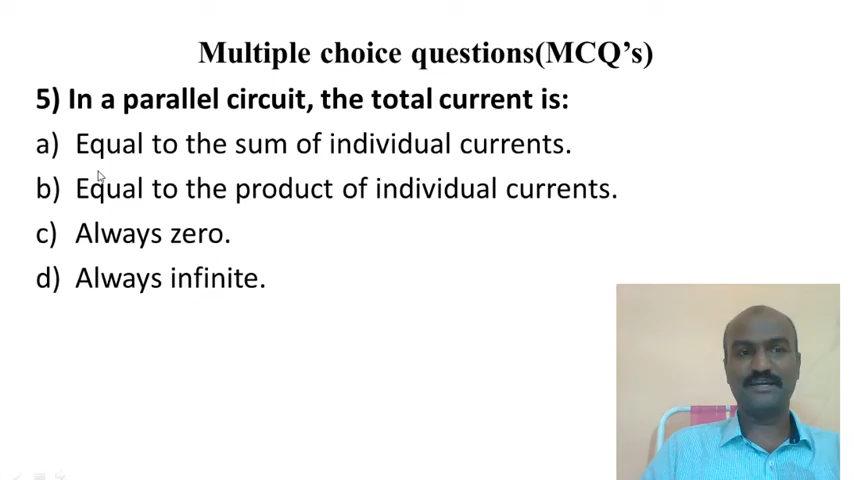 Multiple choice questions(MCQ's)
5) In a parallel circuit, the total current is:
a) Equal to the sum of individual currents.
b) Equal to the product of individual currents.
c) Always zero.
d) Always infinite.